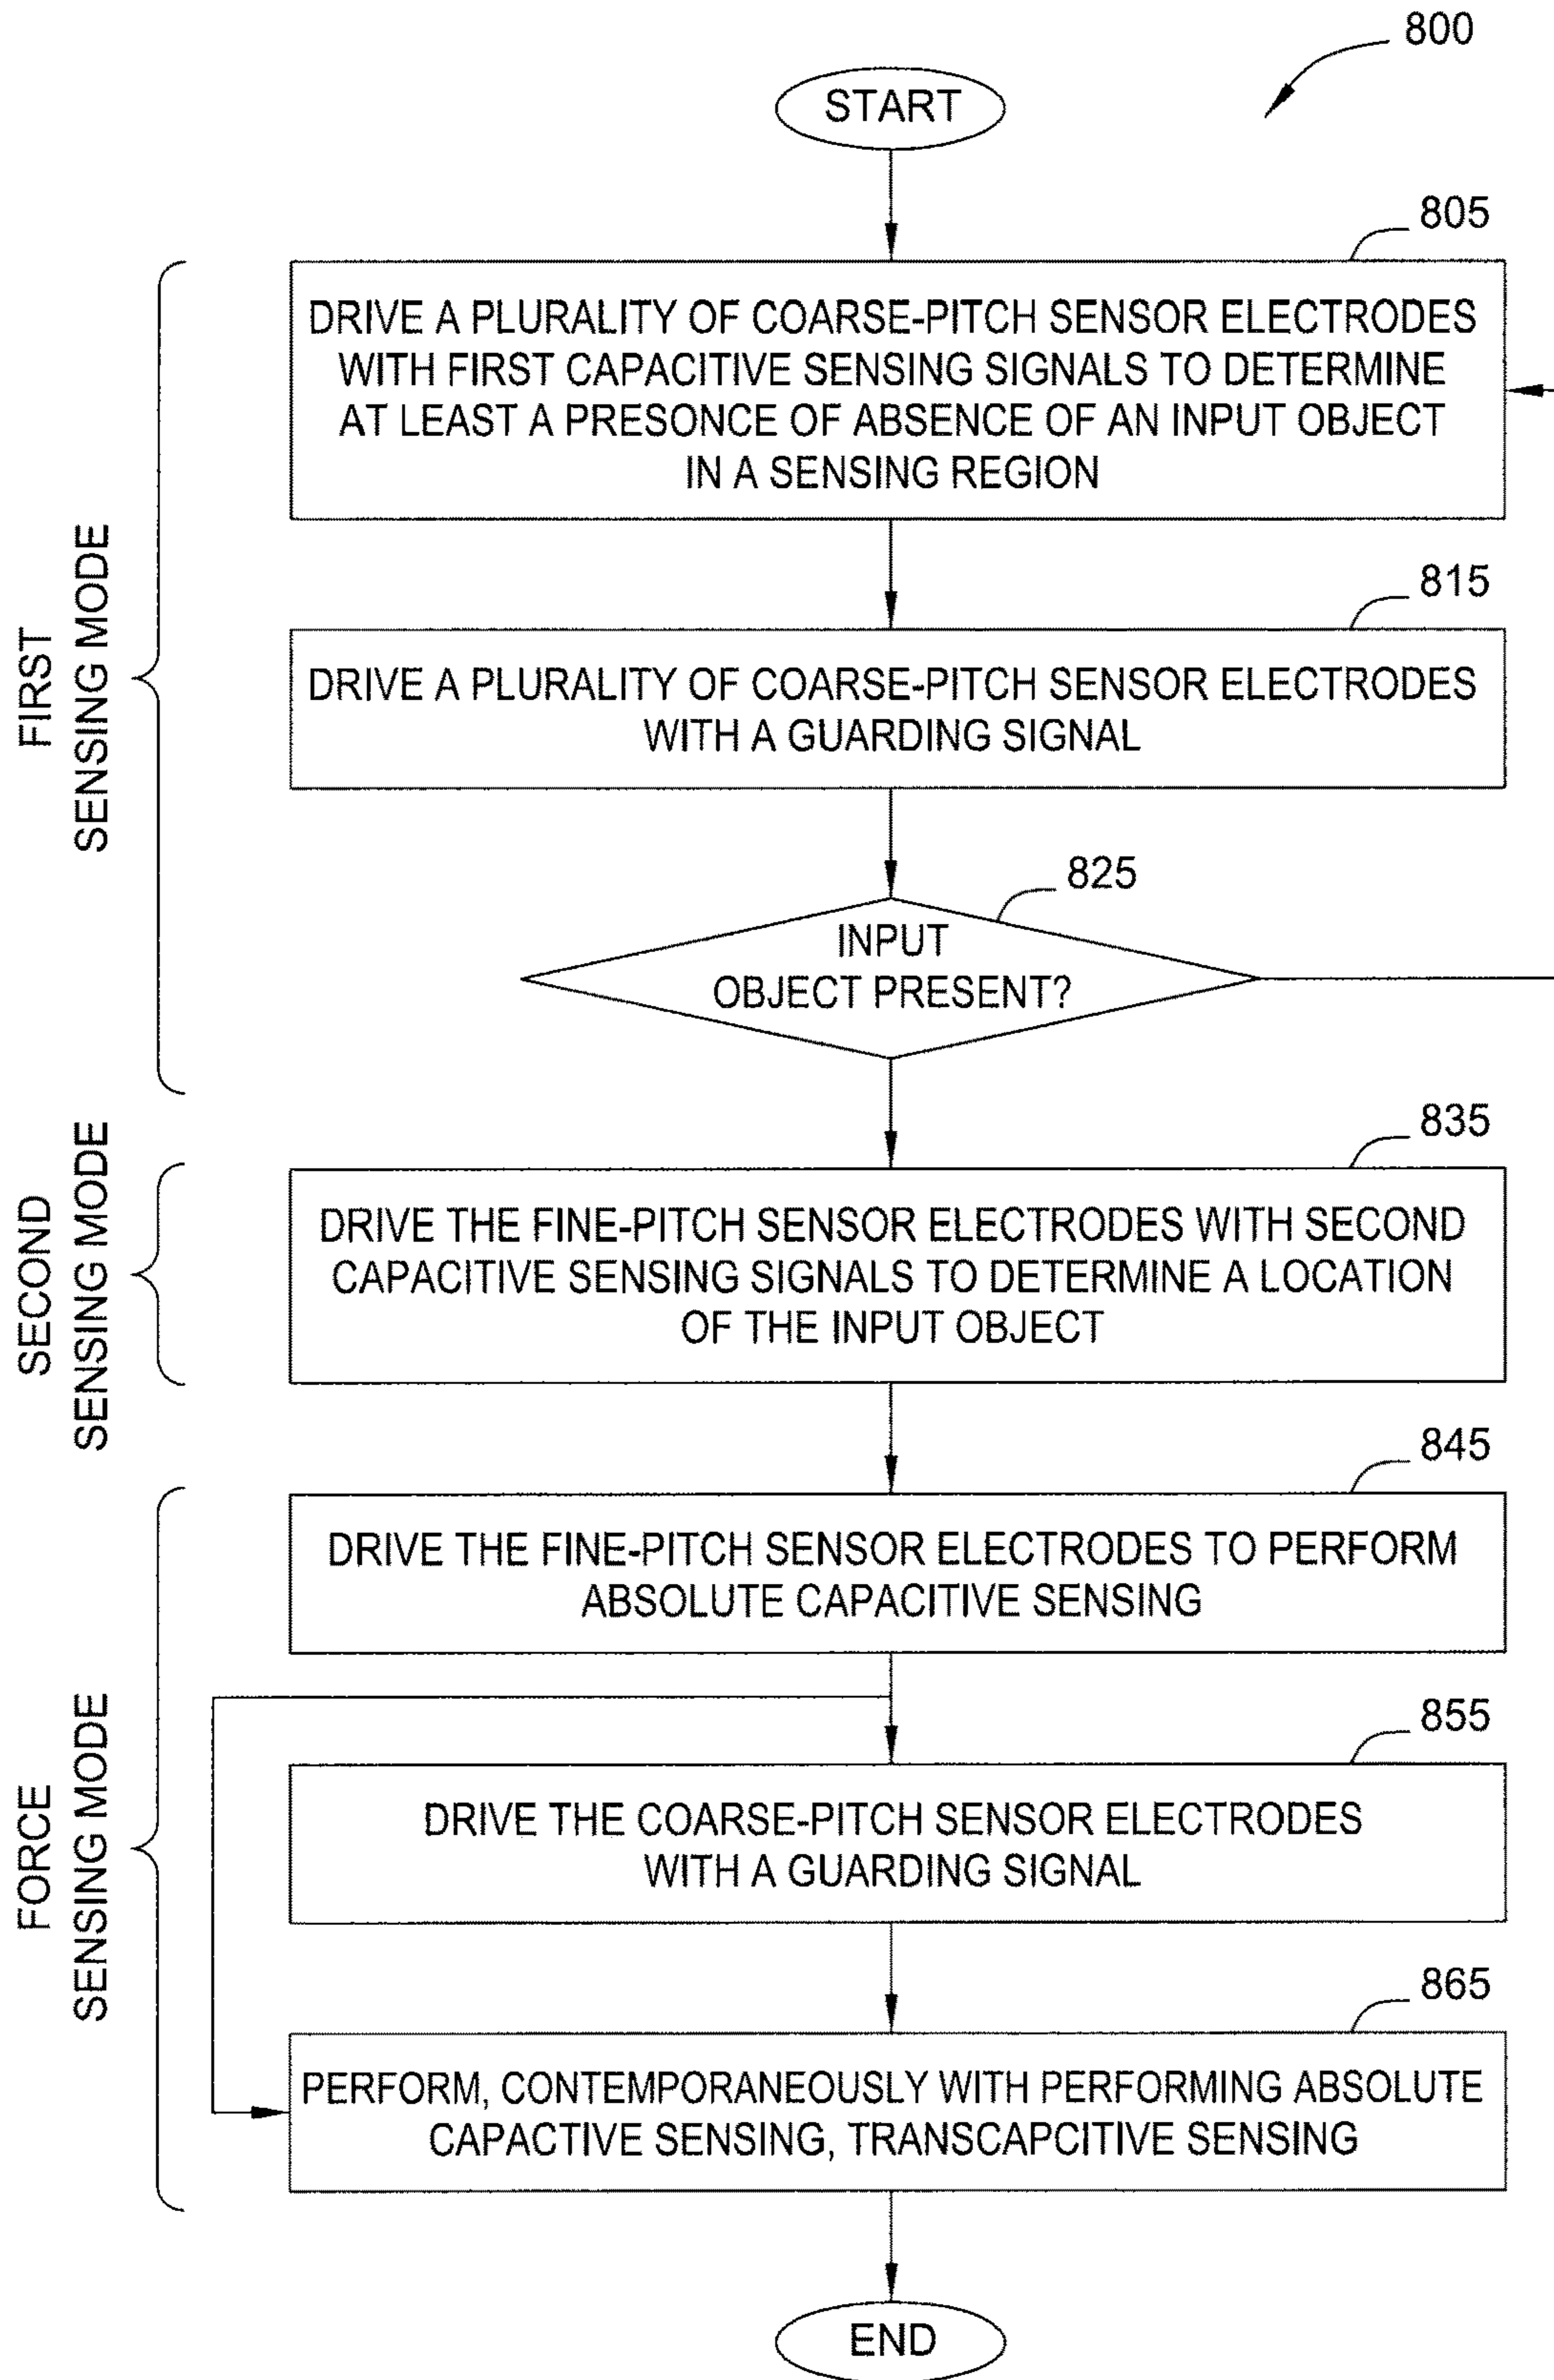 800
START
805
DRIVE A PLURALITY OF COARSE-PITCH SENSOR ELECTRODES
WITH FIRST CAPACITIVE SENSING SIGNALS TO DETERMINE
AT LEAST A PRESONCE OF ABSENCE OF AN INPUT OBJECT
IN A SENSING REGION
FIRST
SENSING MODE
815
DRIVE A PLURALITY OF COARSE-PITCH SENSOR ELECTRODES
WITH A GUARDING SIGNAL
825
INPUT
OBJECT PRESENT?
SECOND
SENSING MODE
835
DRIVE THE FINE-PITCH SENSOR ELECTRODES WITH SECOND
CAPACITIVE SENSING SIGNALS TO DETERMINE A LOCATION
OF THE INPUT OBJECT
845
DRIVE THE FINE-PITCH SENSOR ELECTRODES TO PERFORM
ABSOLUTE CAPACITIVE SENSING
FORCE
SENSING MODE
855
DRIVE THE COARSE-PITCH SENSOR ELECTRODES
WITH A GUARDING SIGNAL
865
PERFORM, CONTEMPORANEOUSLY WITH PERFORMING ABSOLUTE
CAPACTIVE SENSING, TRANSCAPCITIVE SENSING
END